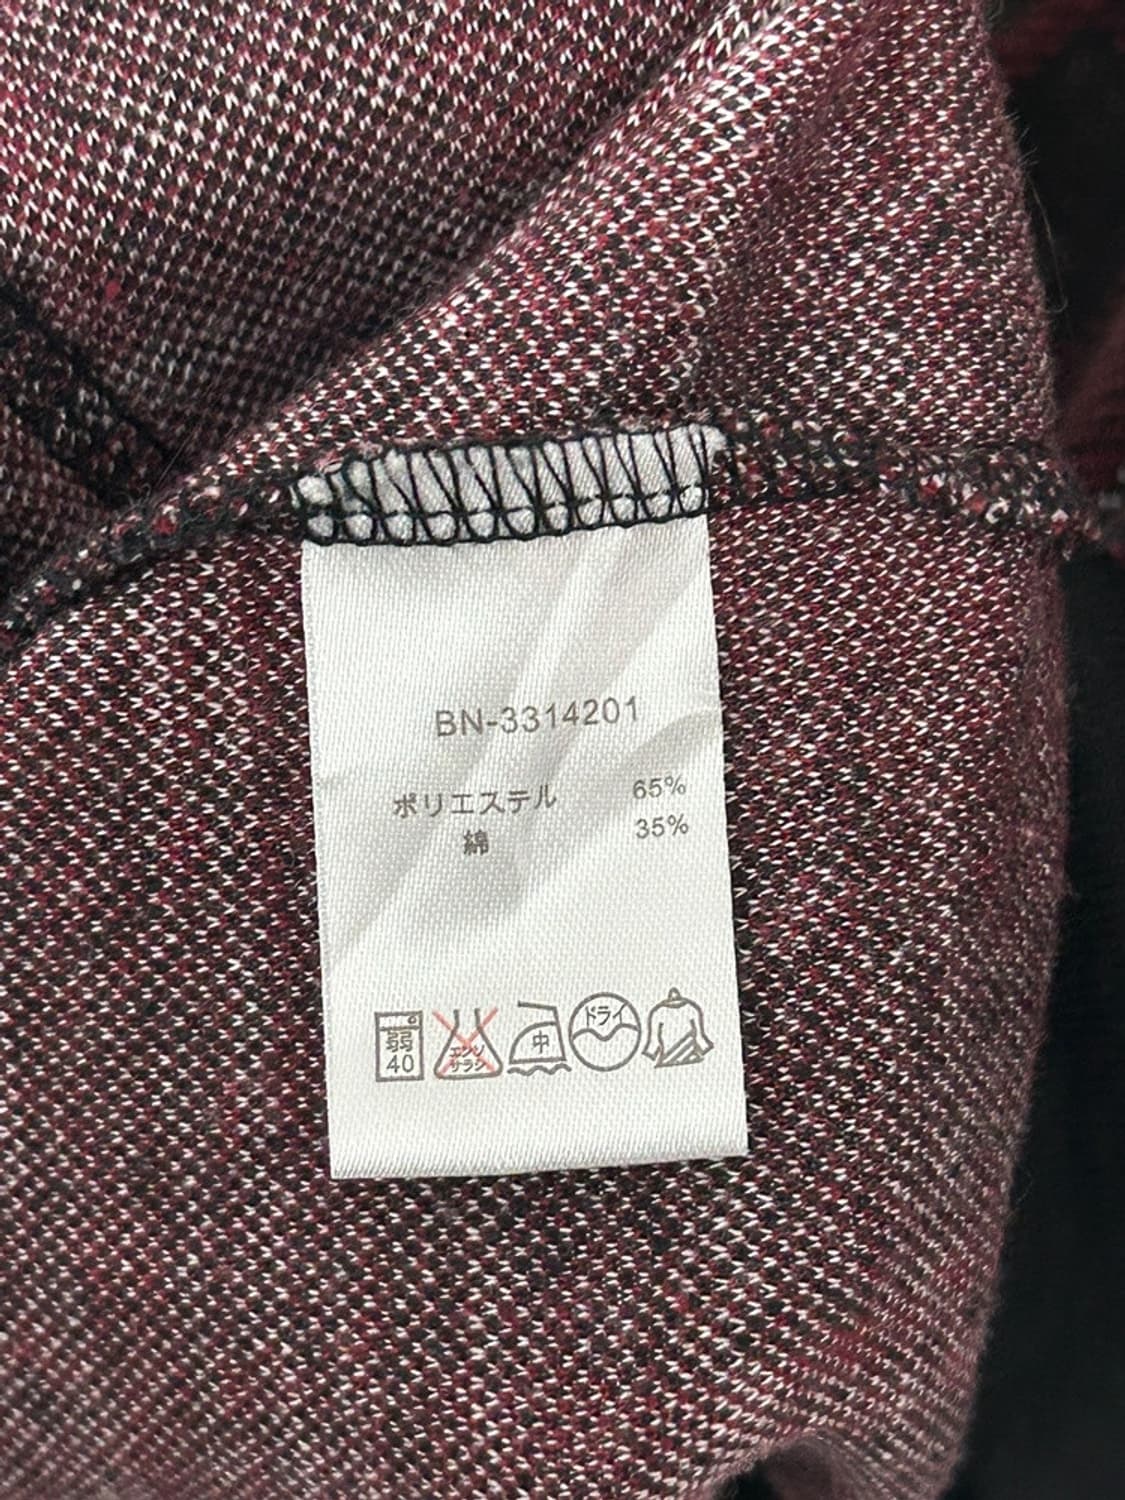 BN-3314201
ポリエステル 65%
綿 35%
弱 40 エンソ サラシ 中 ドライ